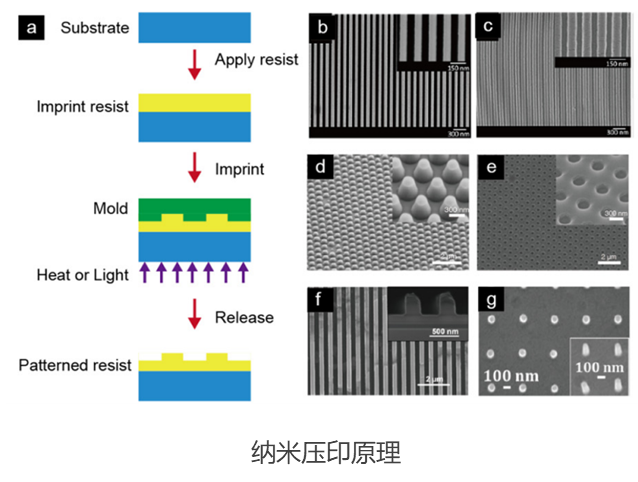 a
Substrate
Apply resist
Imprint resist
Imprint
Mold
Heat or Light
Release
Patterned resist
b
150 nm
300 nm
c
150 nm
300 nm
d
300 nm
2 μm
e
300 nm
2 μm
f
500 nm
2 μm
g
100 nm
100 nm
纳米压印原理